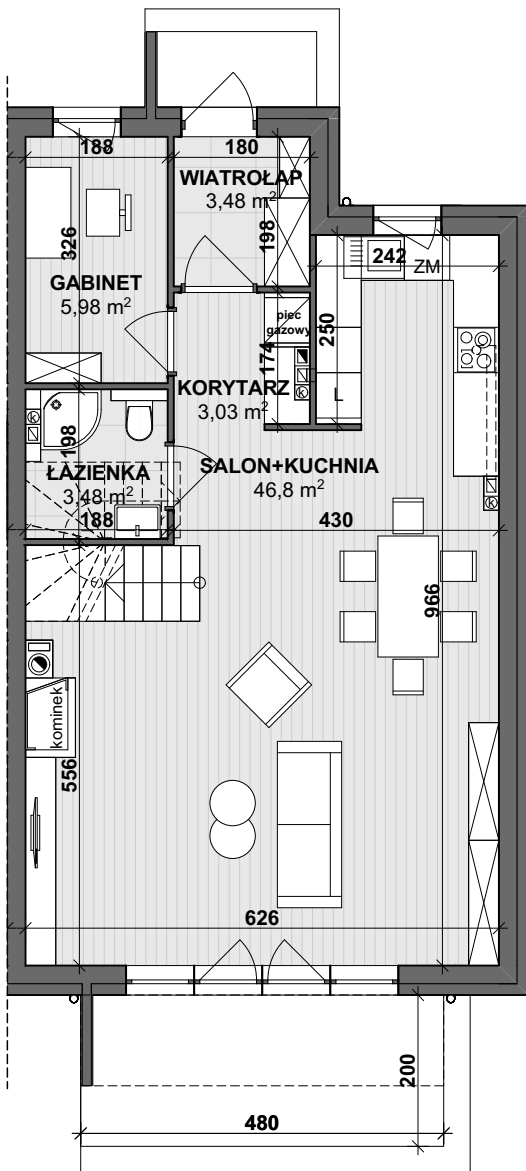 188
180
WIATROŁAP
3,48 m²
326
198
242
ZM
GABINET
5,98 m²
piec
gazowy
250
174
KORYTARZ
3,03 m²
L
198
ŁAZIENKA
3,48 m²
SALON+KUCHNIA
46,8 m²
188
430
966
kominek
556
626
200
480
k
k
k